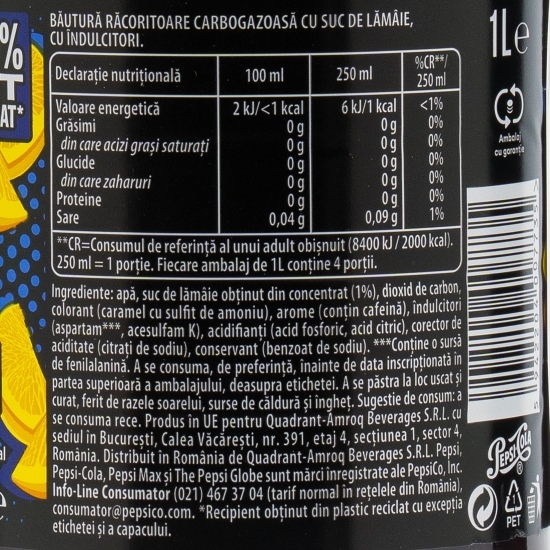 BĂUTURĂ RĂCORITOARE CARBOGAZOASĂ CU SUC DE LĂMÂIE,
CU ÎNDULCITORI.
1L e
%
T
AT*
Declarație nutrițională 100 ml 250 ml %CR**/ 250 ml
Valoare energetică 2 kJ/<1 kcal 6 kJ/1 kcal <1%
Grăsimi 0 g 0 g 0%
din care acizi grași saturați 0 g 0 g 0%
Glucide 0 g 0 g 0%
din care zaharuri 0 g 0 g 0%
Proteine 0 g 0 g 0%
Sare 0,04 g 0,09 g 1%
Ambalaj
cu garanție
**CR=Consumul de referință al unui adult obișnuit (8400 kJ / 2000 kcal).
250 ml = 1 porție. Fiecare ambalaj de 1L conține 4 porții.
Ingrediente: apă, suc de lămâie obținut din concentrat (1%), dioxid de carbon,
colorant (caramel cu sulfit de amoniu), arome (conțin cafeină), îndulcitori
(aspartam***, acesulfam K), acidifianți (acid fosforic, acid citric), corector de
aciditate (citrați de sodiu), conservant (benzoat de sodiu). ***Conține o sursă
de fenilalanină. A se consuma, de preferință, înainte de data inscripționată în
partea superioară a ambalajului, deasupra etichetei. A se păstra la loc uscat și
curat, ferit de razele soarelui, surse de căldură și îngheț. Sugestie de consum: a
se consuma rece. Produs în UE pentru Quadrant-Amroq Beverages S.R.L. cu
sediul în București, Calea Văcărești, nr. 391, etaj 4, secțiunea 1, sector 4,
România. Distribuit în România de Quadrant-Amroq Beverages S.R.L. Pepsi,
Pepsi-Cola, Pepsi Max și The Pepsi Globe sunt mărci înregistrate ale PepsiCo, Inc.
Info-Line Consumator (021) 467 37 04 (tarif normal în rețelele din România),
consumator@pepsico.com. *Recipient obținut din plastic reciclat cu excepția
etichetei și a capacului.
PEPSI-COLA
1
PET